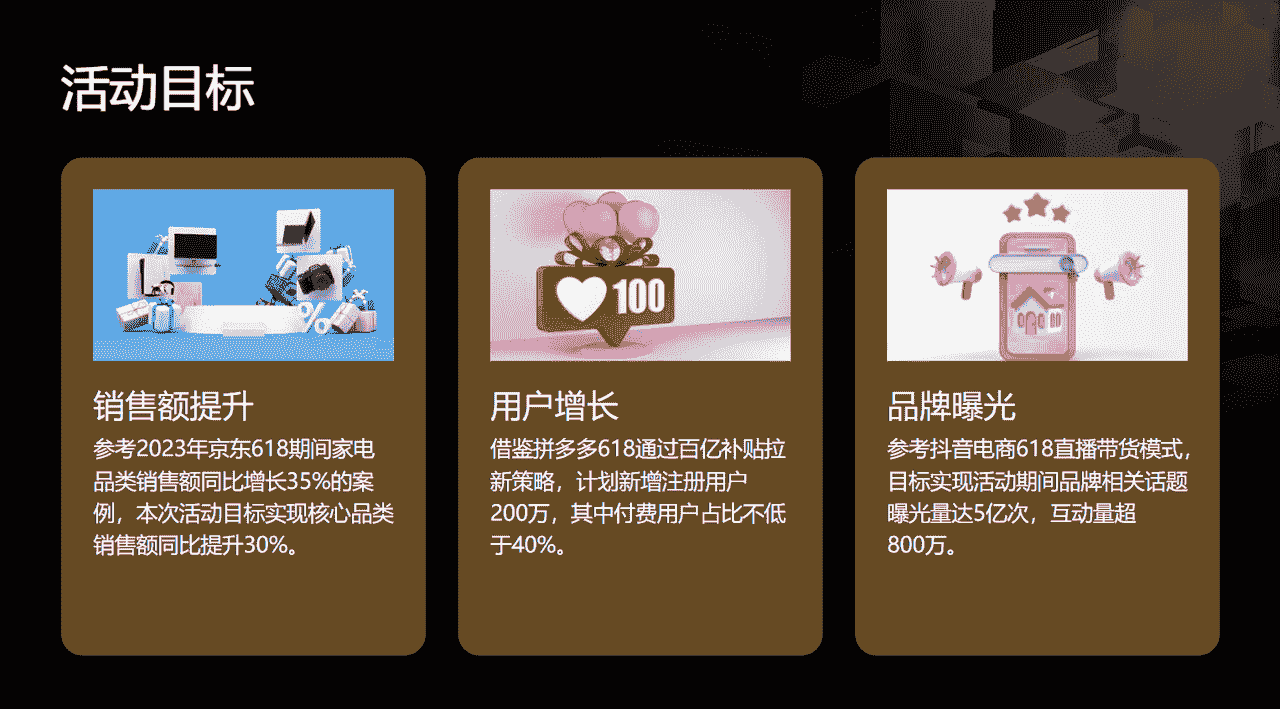 活动目标
100
%
销售额提升
参考2023年京东618期间家电
品类销售额同比增长35%的案
例，本次活动目标实现核心品类
销售额同比提升30%。
用户增长
借鉴拼多多618通过百亿补贴拉
新策略，计划新增注册用户
200万，其中付费用户占比不低
于40%。
品牌曝光
参考抖音电商618直播带货模式，
目标实现活动期间品牌相关话题
曝光量达5亿次，互动量超
800万。